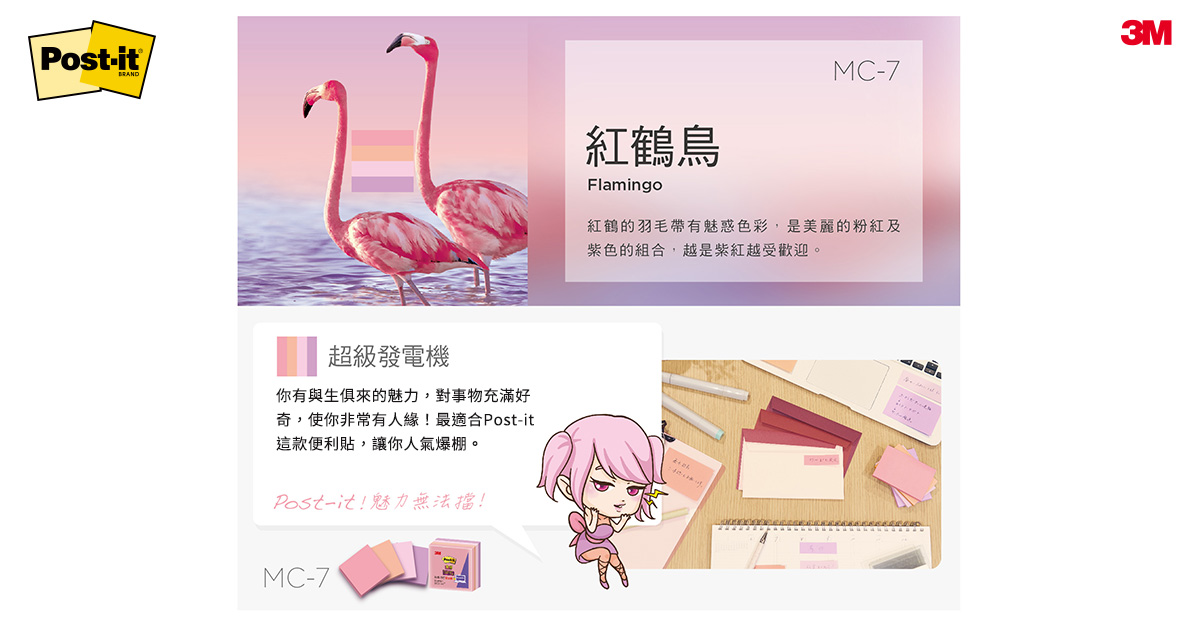 Post-it®
BRAND
3M
MC-7
紅鶴鳥
Flamingo
紅鶴的羽毛帶有魅惑色彩，是美麗的粉紅及
紫色的組合，越是紫紅越受歡迎。
超級發電機
你有與生俱來的魅力，對事物充滿好
奇，使你非常有人緣！最適合Post-it
這款便利貼，讓你人氣爆棚。
Post-it!魅力無法擋!
MC-7
3M
Post-it